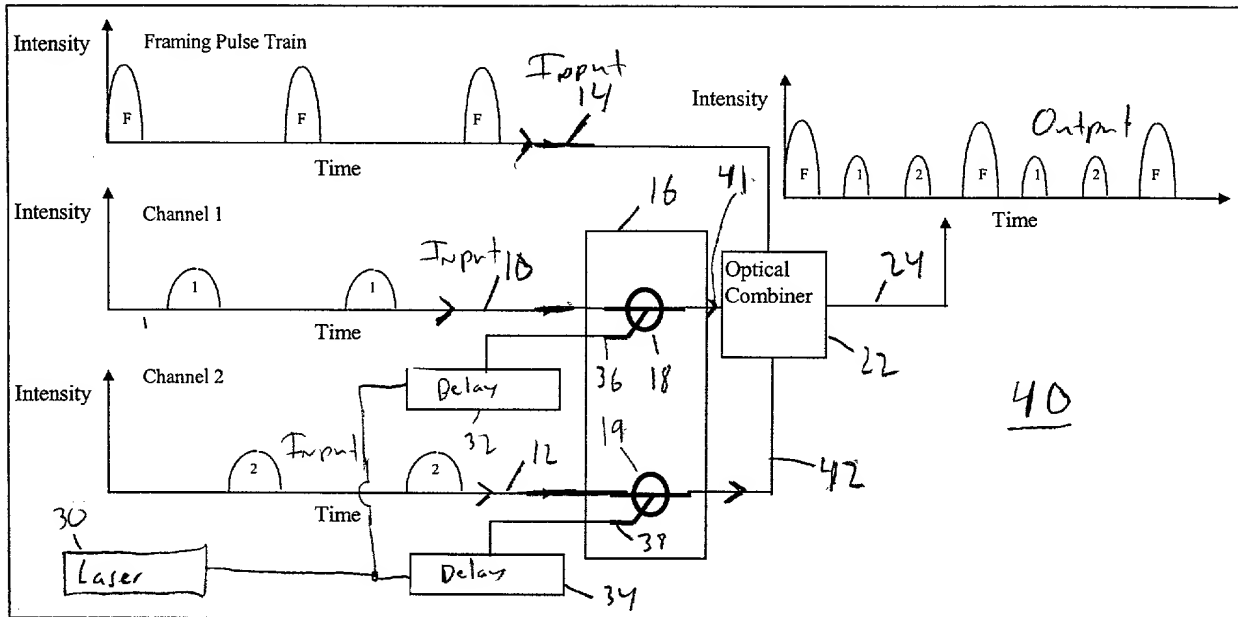 Intensity
Framing Pulse Train
F
F
F
Time
Input
14
Intensity
Output
F
1
2
F
1
2
F
Time
Intensity
Channel 1
1
1
Time
Input
10
16
41
18
36
Optical
Combiner
24
22
Intensity
Channel 2
Delay
32
2
2
Time
Input
12
19
38
42
40
30
Laser
Delay
34